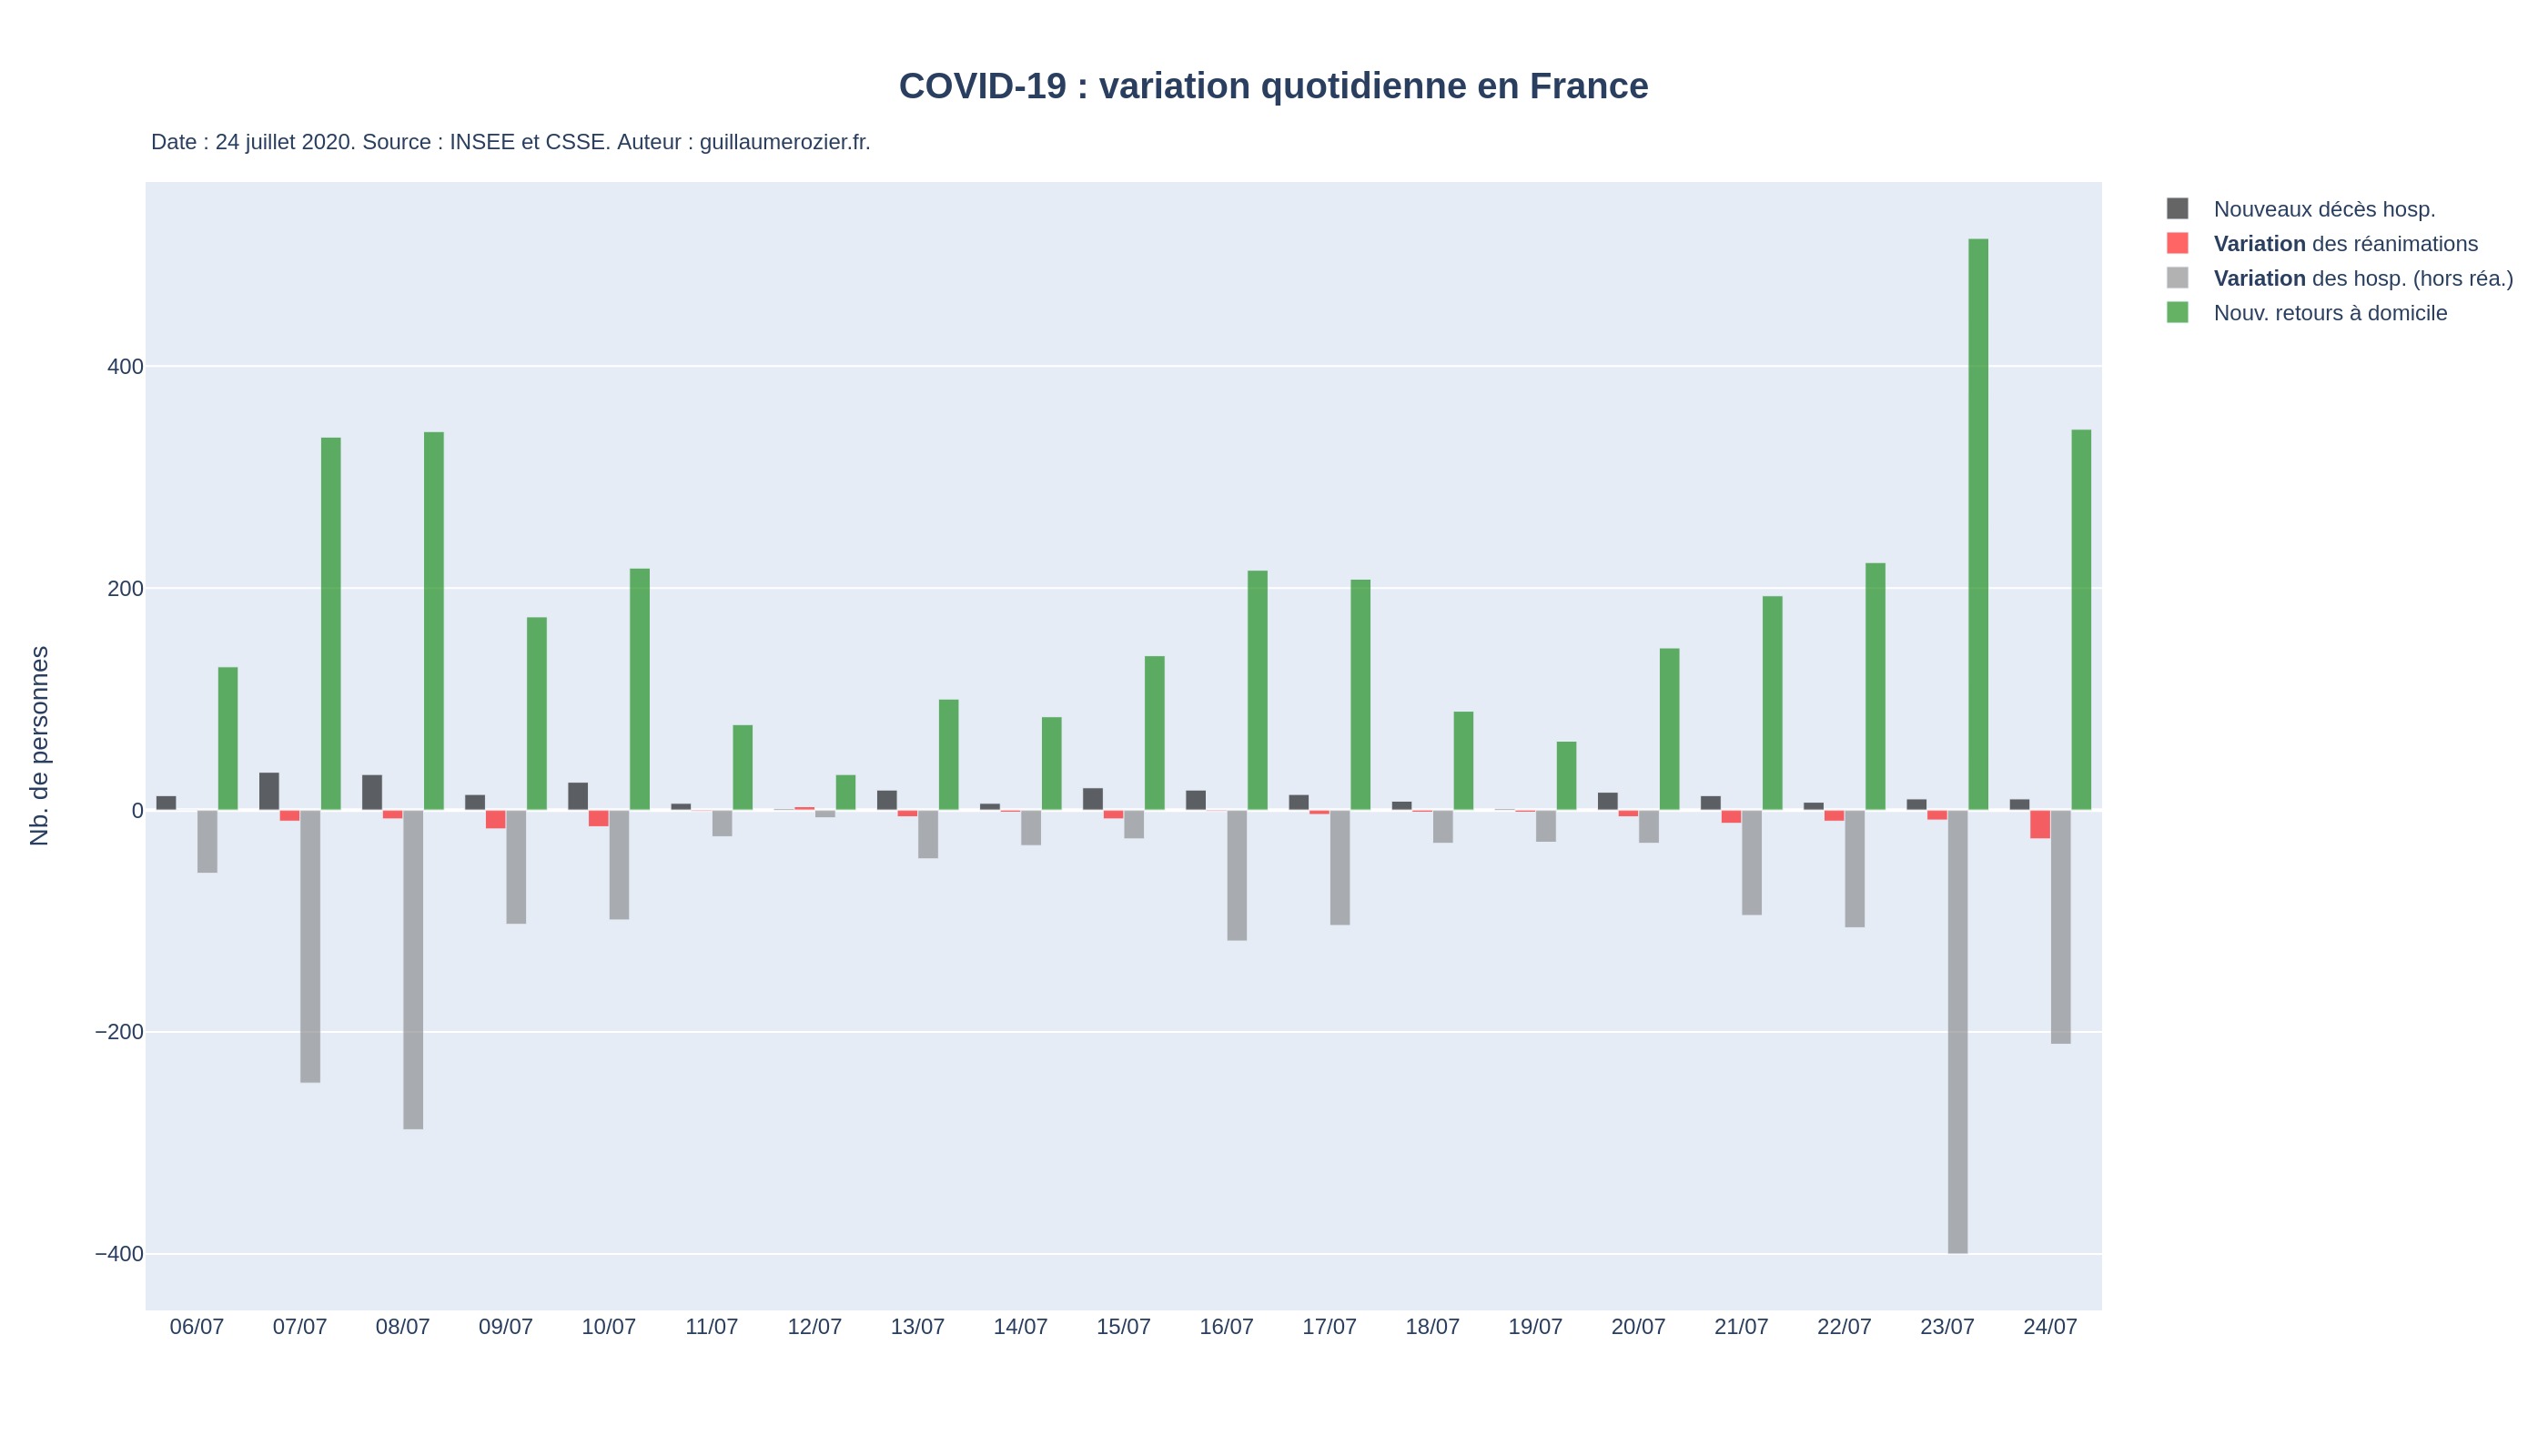 COVID-19 : variation quotidienne en France
Date : 24 juillet 2020. Source : INSEE et CSSE. Auteur : guillaumerozier.fr.
Nouveaux décès hosp.
Variation des réanimations
Variation des hosp. (hors réa.)
Nouv. retours à domicile
Nb. de personnes
400
200
0
−200
−400
06/07 07/07 08/07 09/07 10/07 11/07 12/07 13/07 14/07 15/07 16/07 17/07 18/07 19/07 20/07 21/07 22/07 23/07 24/07